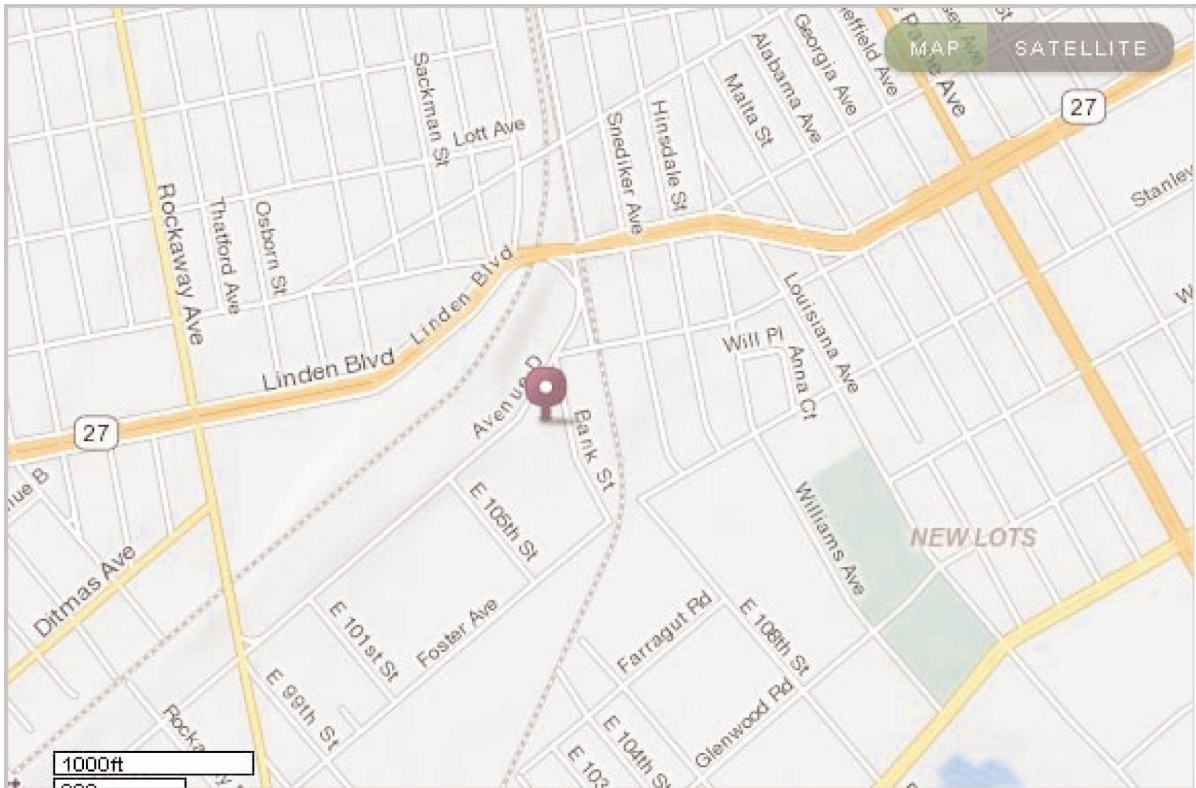 MAP
SATELLITE
27
Sackman St
Lott Ave
Snediker Ave
Hinsdale St
Malta St
Alabama Ave
Georgia Ave
Ave
Stanley
Rockaway Ave
Thatford Ave
Osborn St
Linden Blvd
Linden Blvd
Louisiana Ave
Will Pl
Anna Ct
27
Avenue D
Bank St
E 105th St
Williams Ave
NEW LOTS
Ditmas Ave
E 101st St
Foster Ave
Farragut Rd
E 108th St
E 99th St
Glenwood Rd
E 104th St
E 103
1000ft